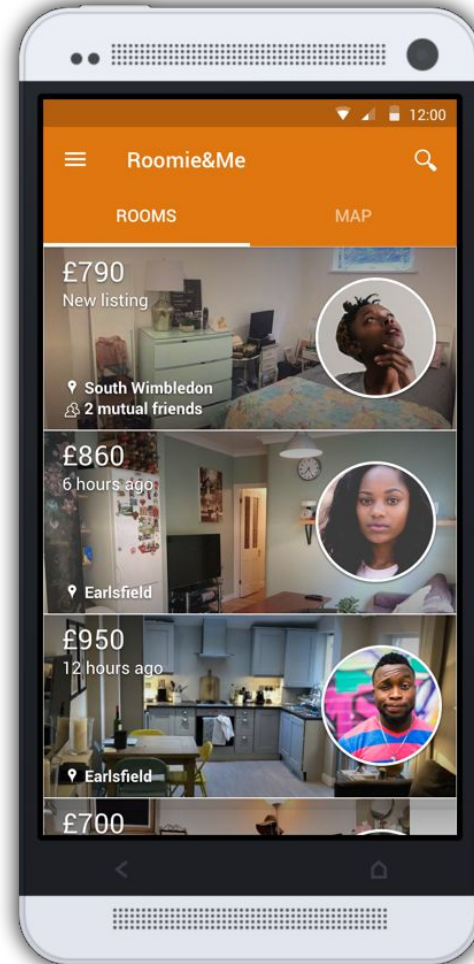 12:00
Roomie&Me
ROOMS
MAP
£790
New listing
South Wimbledon
2 mutual friends
£860
6 hours ago
Earlsfield
£950
12 hours ago
Earlsfield
£700